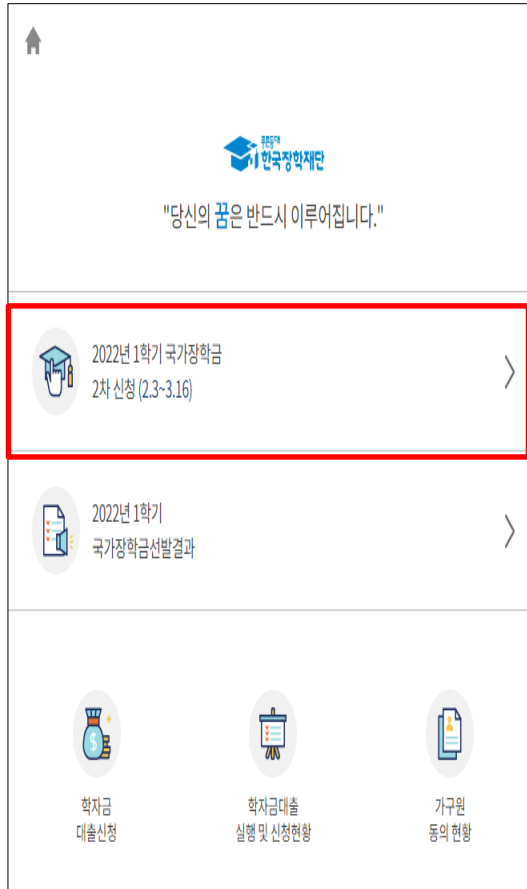 푸른등대
한국장학재단
"당신의 꿈은 반드시 이루어집니다."
2022년 1학기 국가장학금
2차 신청 (2.3~3.16)
2022년 1학기
국가장학금선발결과
학자금
대출신청
학자금대출
실행 및 신청현황
가구원
동의 현황